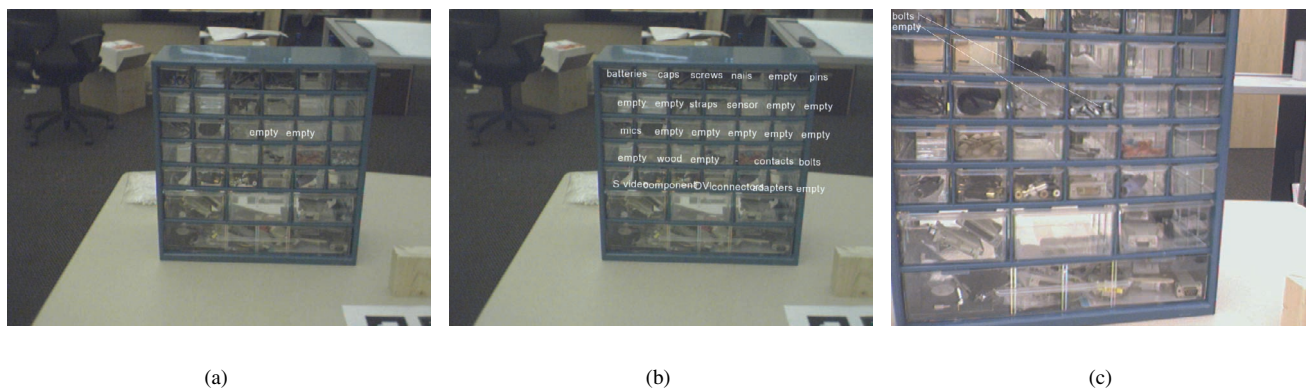 empty empty
batteries caps screws nails empty pins
empty empty straps sensor empty empty
mics empty empty empty empty empty
empty wood empty - contacts bolts
S video component DVI connectors adapters empty
bolts
empty
(a) (b) (c)